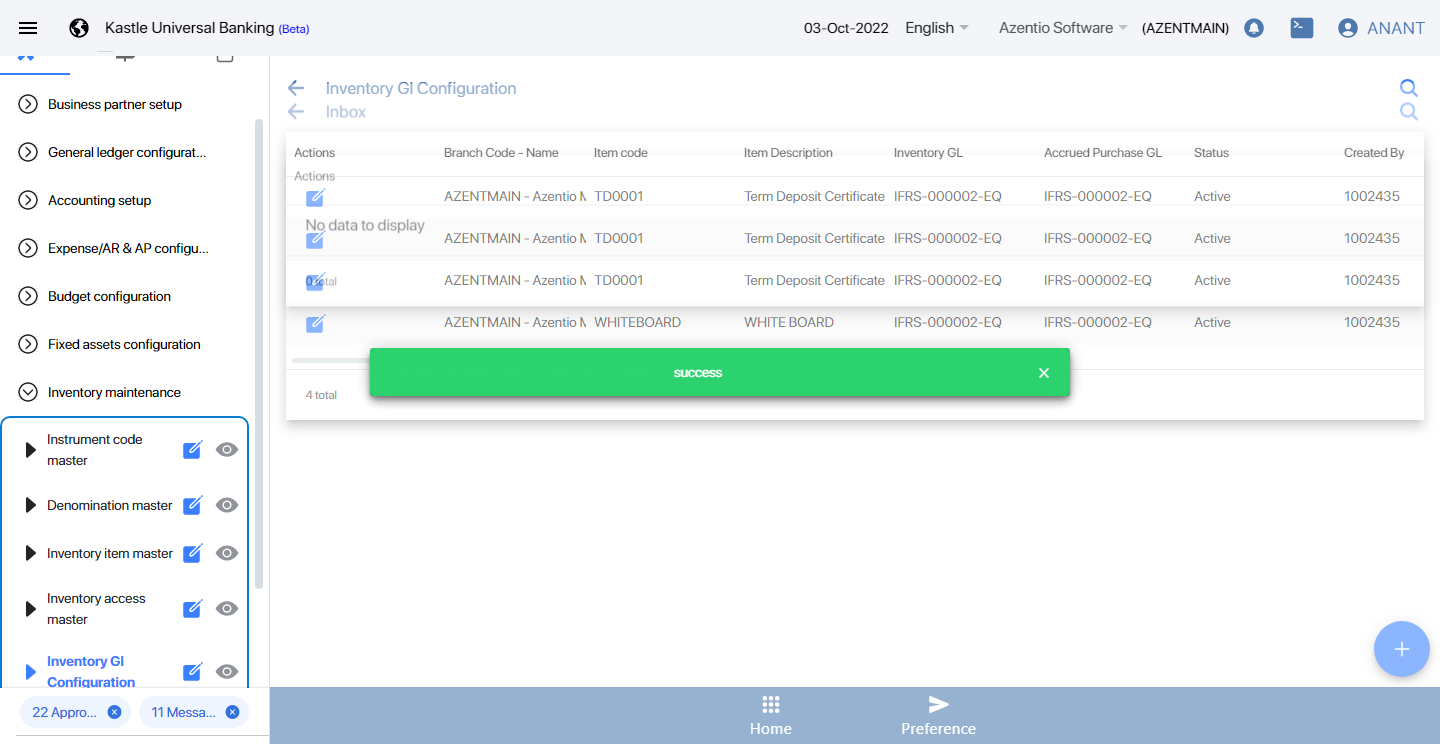 Kastle Universal Banking (Beta)
03-Oct-2022 English Azentio Software (AZENTMAIN) ANANT
Business partner setup
General ledger configurat...
Accounting setup
Expense/AR & AP configu...
Budget configuration
Fixed assets configuration
Inventory maintenance
Instrument code
master
Denomination master
Inventory item master
Inventory access
master
Inventory GI
Configuration
22 Appro... 11 Messa...
Inventory GI Configuration
Inbox
Actions Branch Code - Name Item code Item Description Inventory GL Accrued Purchase GL Status Created By
Actions
AZENTMAIN - Azentio M TD0001 Term Deposit Certificate IFRS-000002-EQ IFRS-000002-EQ Active 1002435
No data to display
AZENTMAIN - Azentio M TD0001 Term Deposit Certificate IFRS-000002-EQ IFRS-000002-EQ Active 1002435
0 total AZENTMAIN - Azentio M TD0001 Term Deposit Certificate IFRS-000002-EQ IFRS-000002-EQ Active 1002435
AZENTMAIN - Azentio M WHITEBOARD WHITE BOARD IFRS-000002-EQ IFRS-000002-EQ Active 1002435
success
4 total
Home Preference